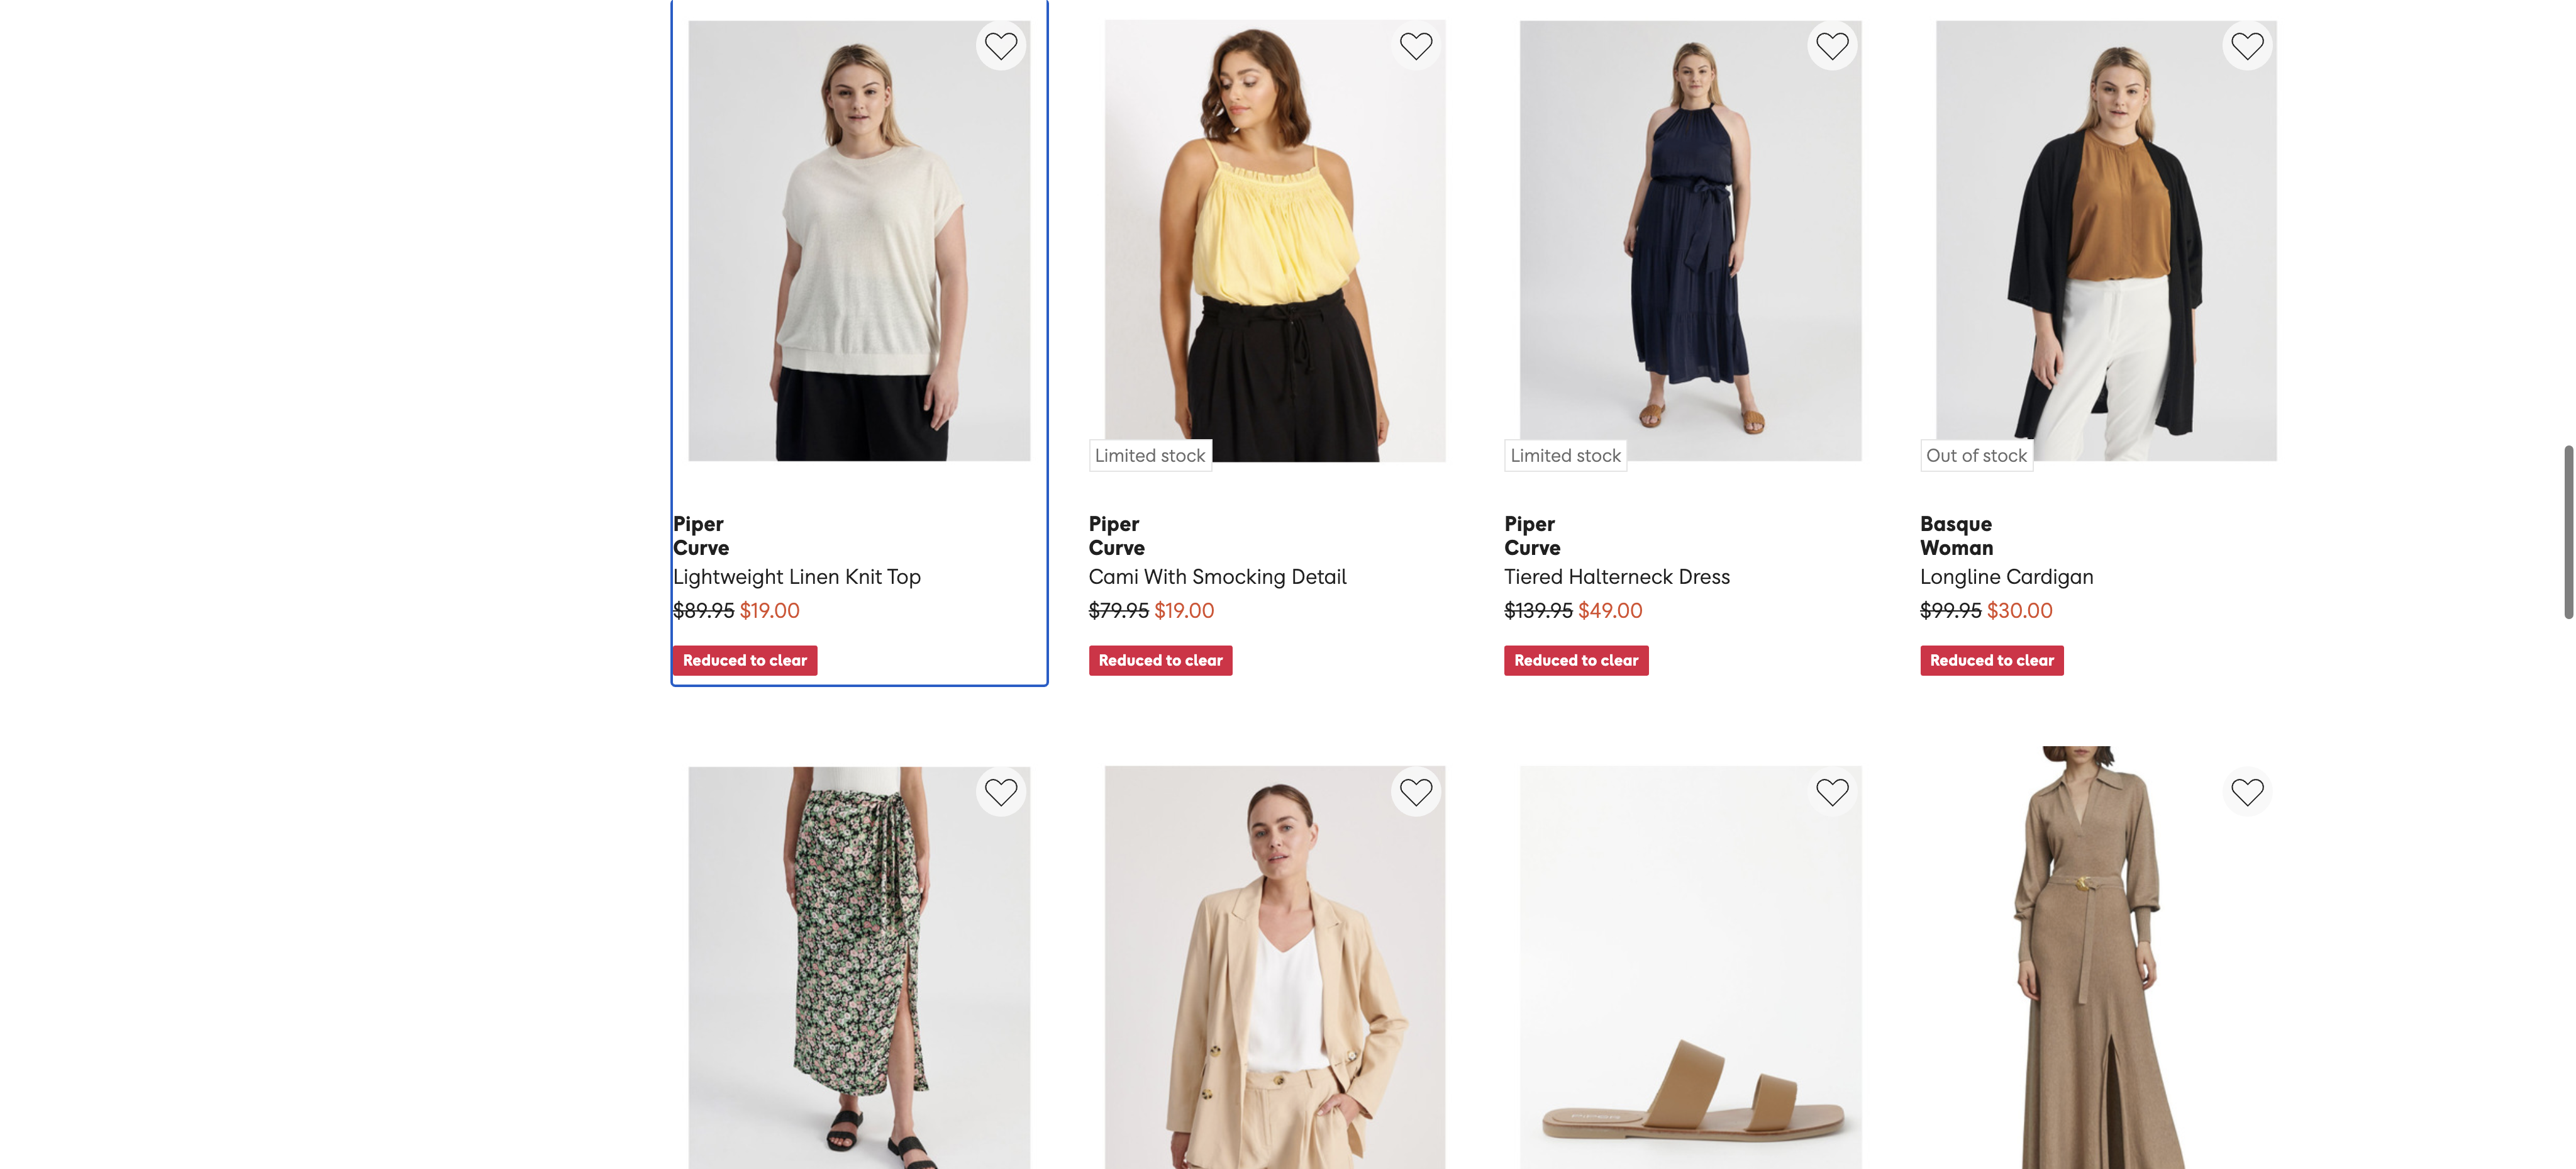 Limited stock
Limited stock
Out of stock
Piper
Curve
Lightweight Linen Knit Top
$89.95 $19.00
Reduced to clear
Piper
Curve
Cami With Smocking Detail
$79.95 $19.00
Reduced to clear
Piper
Curve
Tiered Halterneck Dress
$139.95 $49.00
Reduced to clear
Basque
Woman
Longline Cardigan
$99.95 $30.00
Reduced to clear